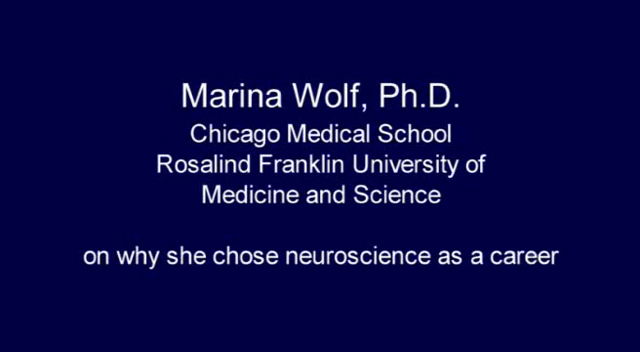 Marina Wolf, Ph.D.
Chicago Medical School
Rosalind Franklin University of
Medicine and Science
on why she chose neuroscience as a career